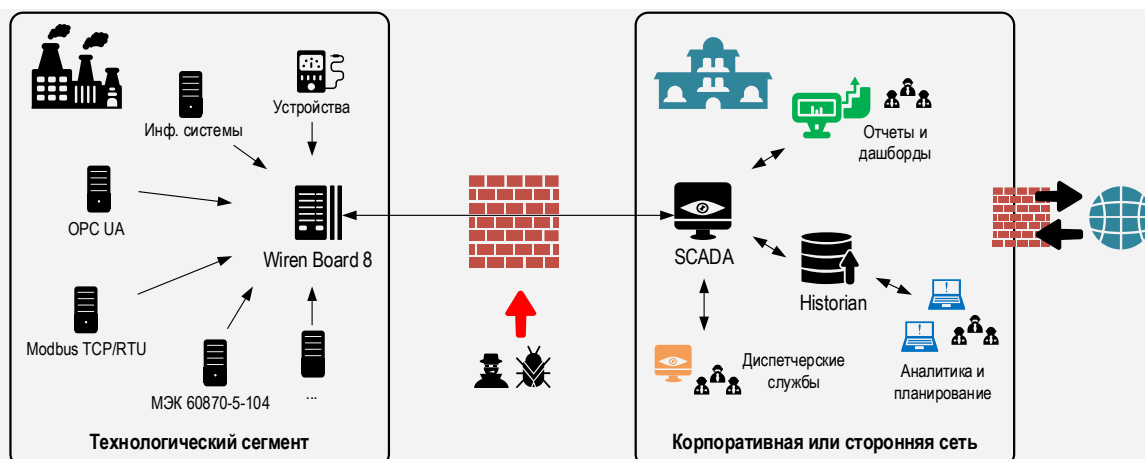 Устройства
Инф. системы
OPC UA
Wiren Board 8
Modbus TCP/RTU
МЭК 60870-5-104
...
Технологический сегмент
Отчеты и
дашборды
SCADA
Historian
Диспетчерские
службы
Аналитика и
планирование
Корпоративная или сторонняя сеть